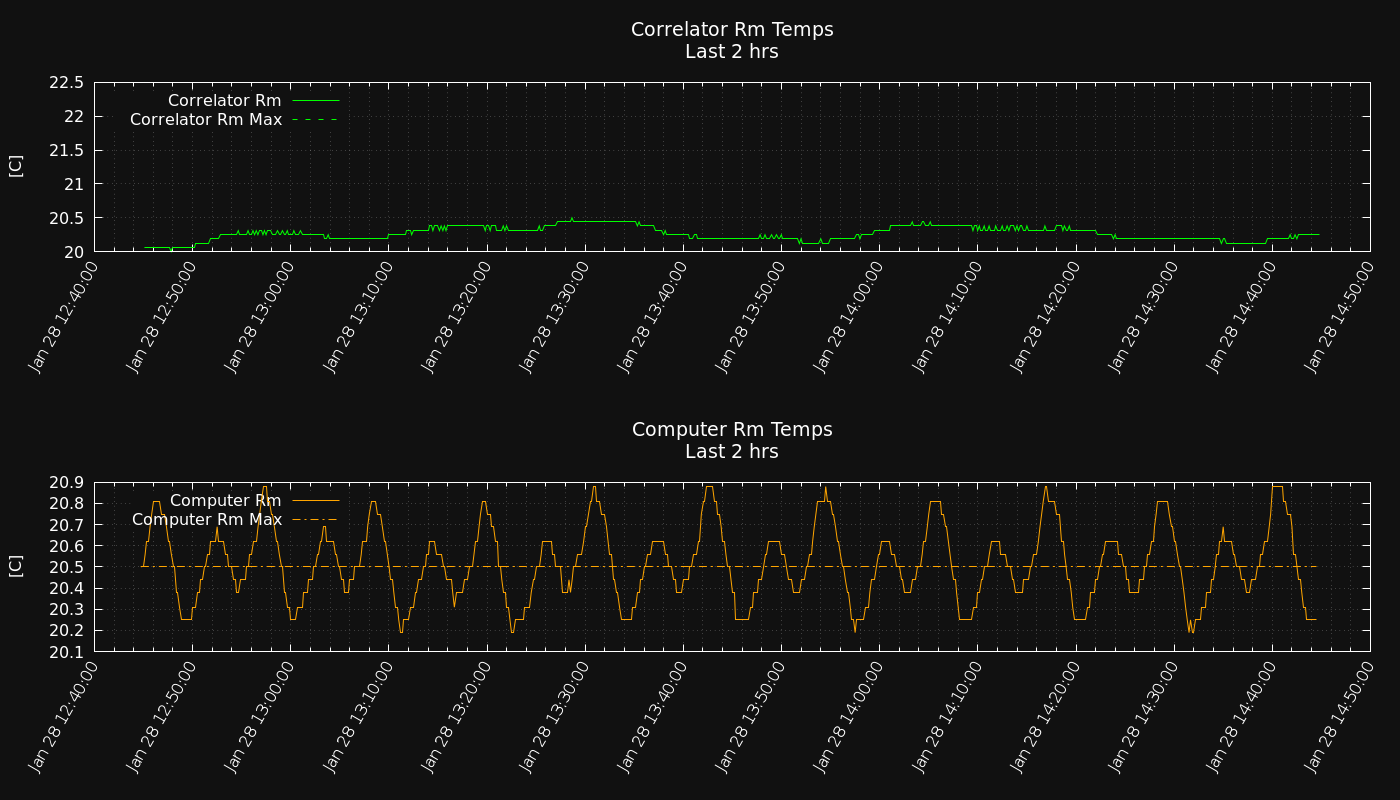 Correlator Rm Temps
Last 2 hrs
22.5
22
21.5
21
20.5
20
[C]
Correlator Rm
Correlator Rm Max
Jan 28 12:40:00
Jan 28 12:50:00
Jan 28 13:00:00
Jan 28 13:10:00
Jan 28 13:20:00
Jan 28 13:30:00
Jan 28 13:40:00
Jan 28 13:50:00
Jan 28 14:00:00
Jan 28 14:10:00
Jan 28 14:20:00
Jan 28 14:30:00
Jan 28 14:40:00
Jan 28 14:50:00
Computer Rm Temps
Last 2 hrs
20.9
20.8
20.7
20.6
20.5
20.4
20.3
20.2
20.1
[C]
Computer Rm
Computer Rm Max
Jan 28 12:40:00
Jan 28 12:50:00
Jan 28 13:00:00
Jan 28 13:10:00
Jan 28 13:20:00
Jan 28 13:30:00
Jan 28 13:40:00
Jan 28 13:50:00
Jan 28 14:00:00
Jan 28 14:10:00
Jan 28 14:20:00
Jan 28 14:30:00
Jan 28 14:40:00
Jan 28 14:50:00